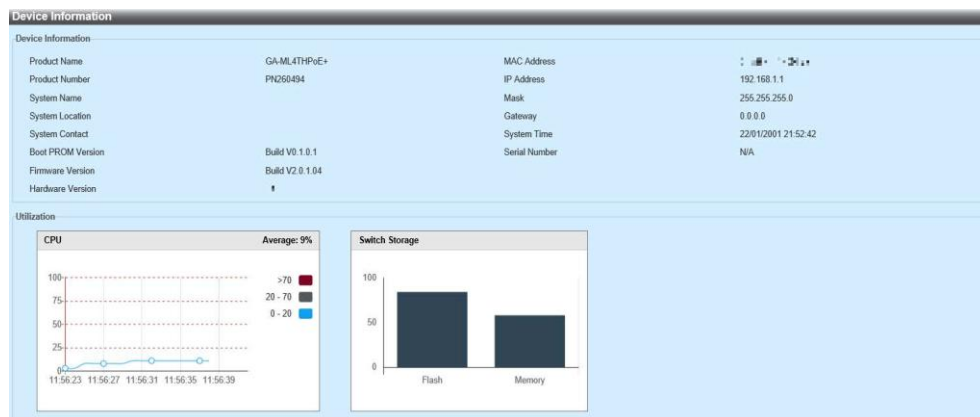 Device Information
Device Information
Product Name GA-ML4THPoE+ MAC Address
Product Number PN260494 IP Address 192.168.1.1
System Name Mask 255.255.255.0
System Location Gateway 0.0.0.0
System Contact System Time 22/01/2001 21:52:42
Boot PROM Version Build V0.1.0.1 Serial Number N/A
Firmware Version Build V2.0.1.04
Hardware Version
Utilization
CPU Average: 9% Switch Storage
100 >70 100
75 20 - 70
50 0 - 20 50
25
0 0
11:56:23 11:56:27 11:56:31 11:56:35 11:56:39 Flash Memory